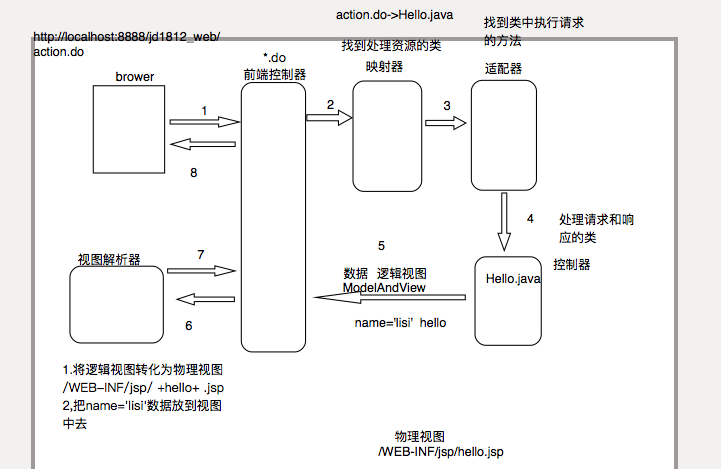 action.do->Hello.java
找到类中执行请求
的方法
http://localhost:8888/jd1812_web/
action.do
找到处理资源的类
*.do
前端控制器
映射器
适配器
brower
1
2
3
8
4
处理请求和响
应的类
5
视图解析器
7
控制器
数据 逻辑视图
ModelAndView
Hello.java
6
name='lisi' hello
1.将逻辑视图转化为物理视图
/WEB-INF/jsp/ +hello+ .jsp
2,把name='lisi'数据放到视图
中去
物理视图
/WEB-INF/jsp/hello.jsp